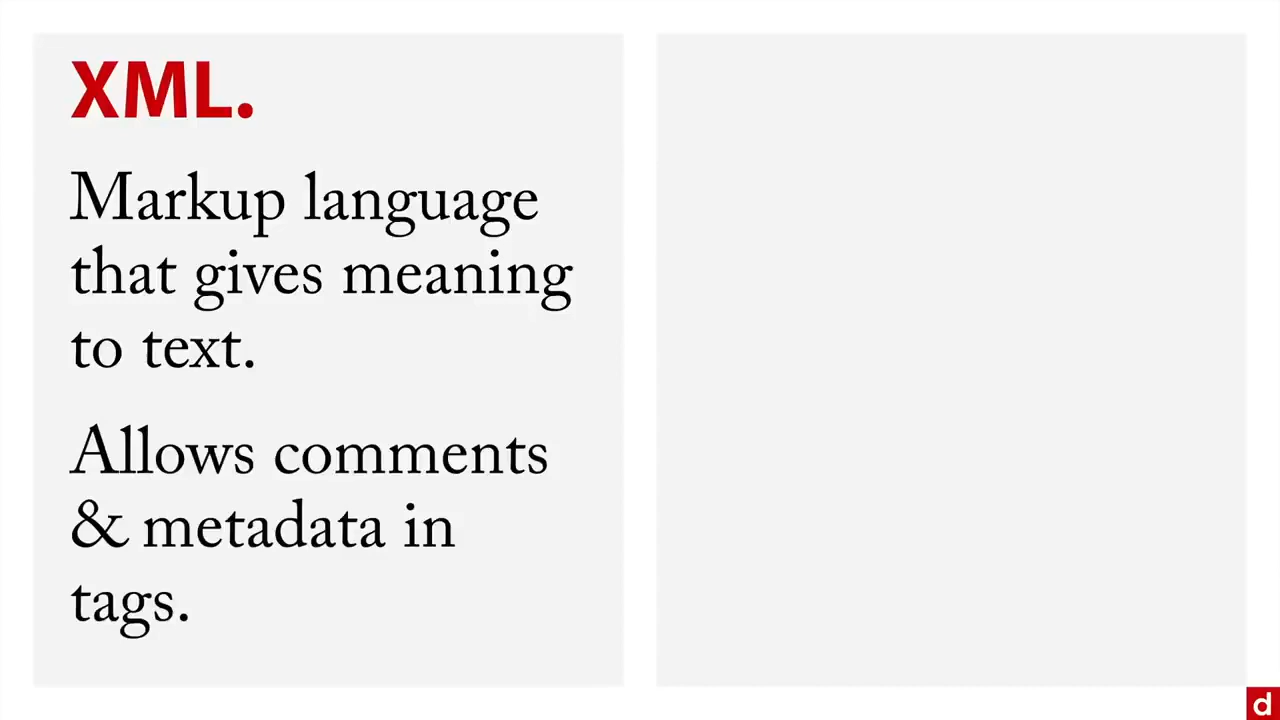 XML.
Markup language
that gives meaning
to text.
Allows comments
& metadata in
tags.
d